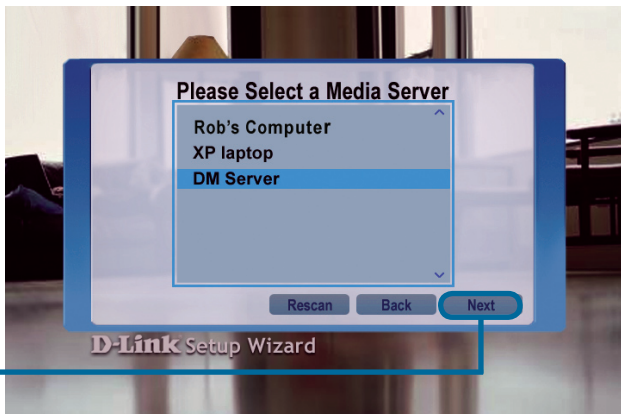 Please Select a Media Server
Rob's Computer
XP laptop
DM Server
Rescan Back Next
D-Link Setup Wizard